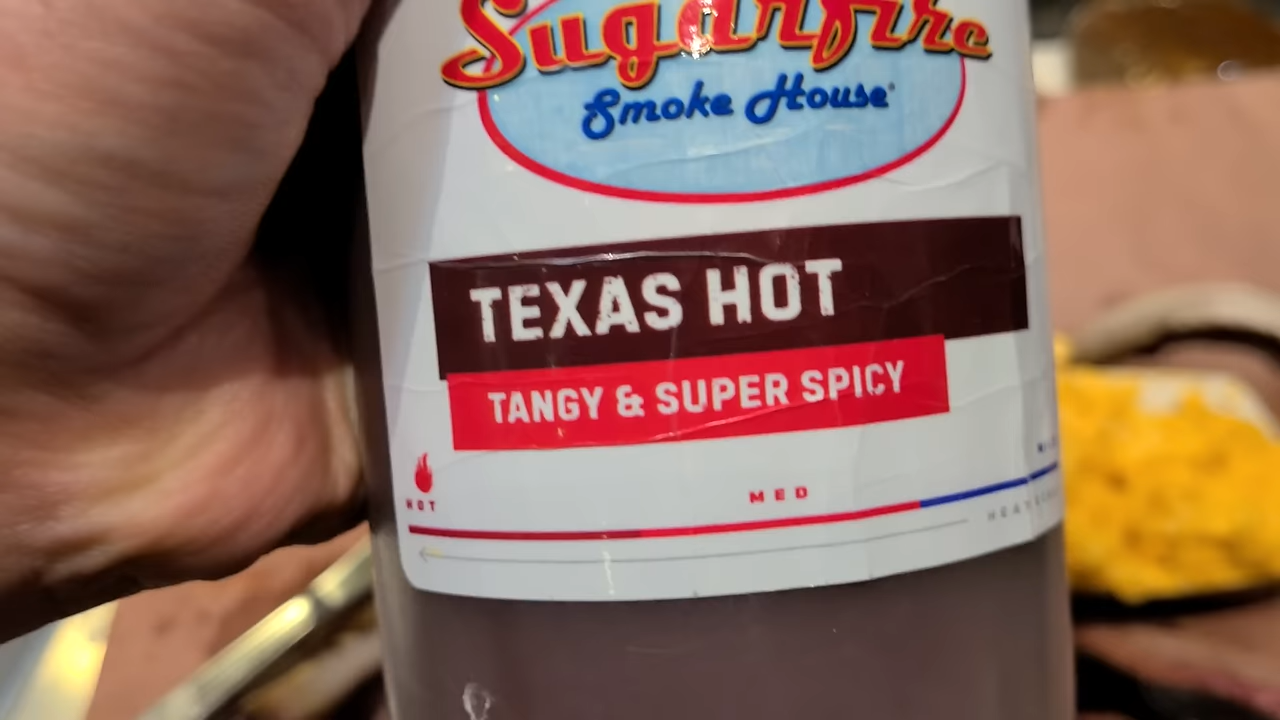 Sugarfire
Smoke House
TEXAS HOT
TANGY & SUPER SPICY
HOT
MED